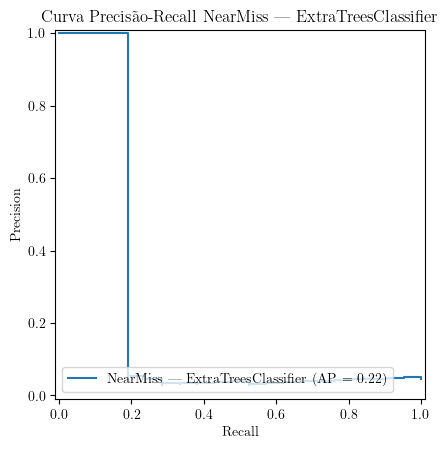 Curva Precisão-Recall NearMiss — ExtraTreesClassifier
1.0
0.8
0.6
0.4
0.2
0.0
Precision
NearMiss — ExtraTreesClassifier (AP = 0.22)
0.0 0.2 0.4 0.6 0.8 1.0
Recall